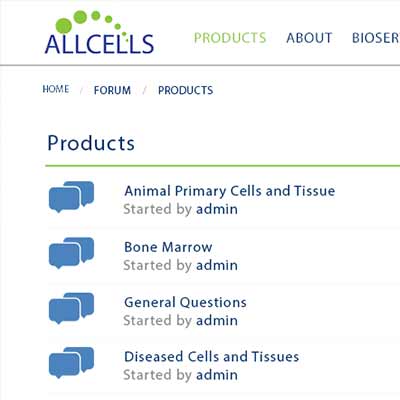 ALLCELLS
PRODUCTS ABOUT BIOSER
HOME / FORUM / PRODUCTS
Products
Animal Primary Cells and Tissue
Started by admin
Bone Marrow
Started by admin
General Questions
Started by admin
Diseased Cells and Tissues
Started by admin